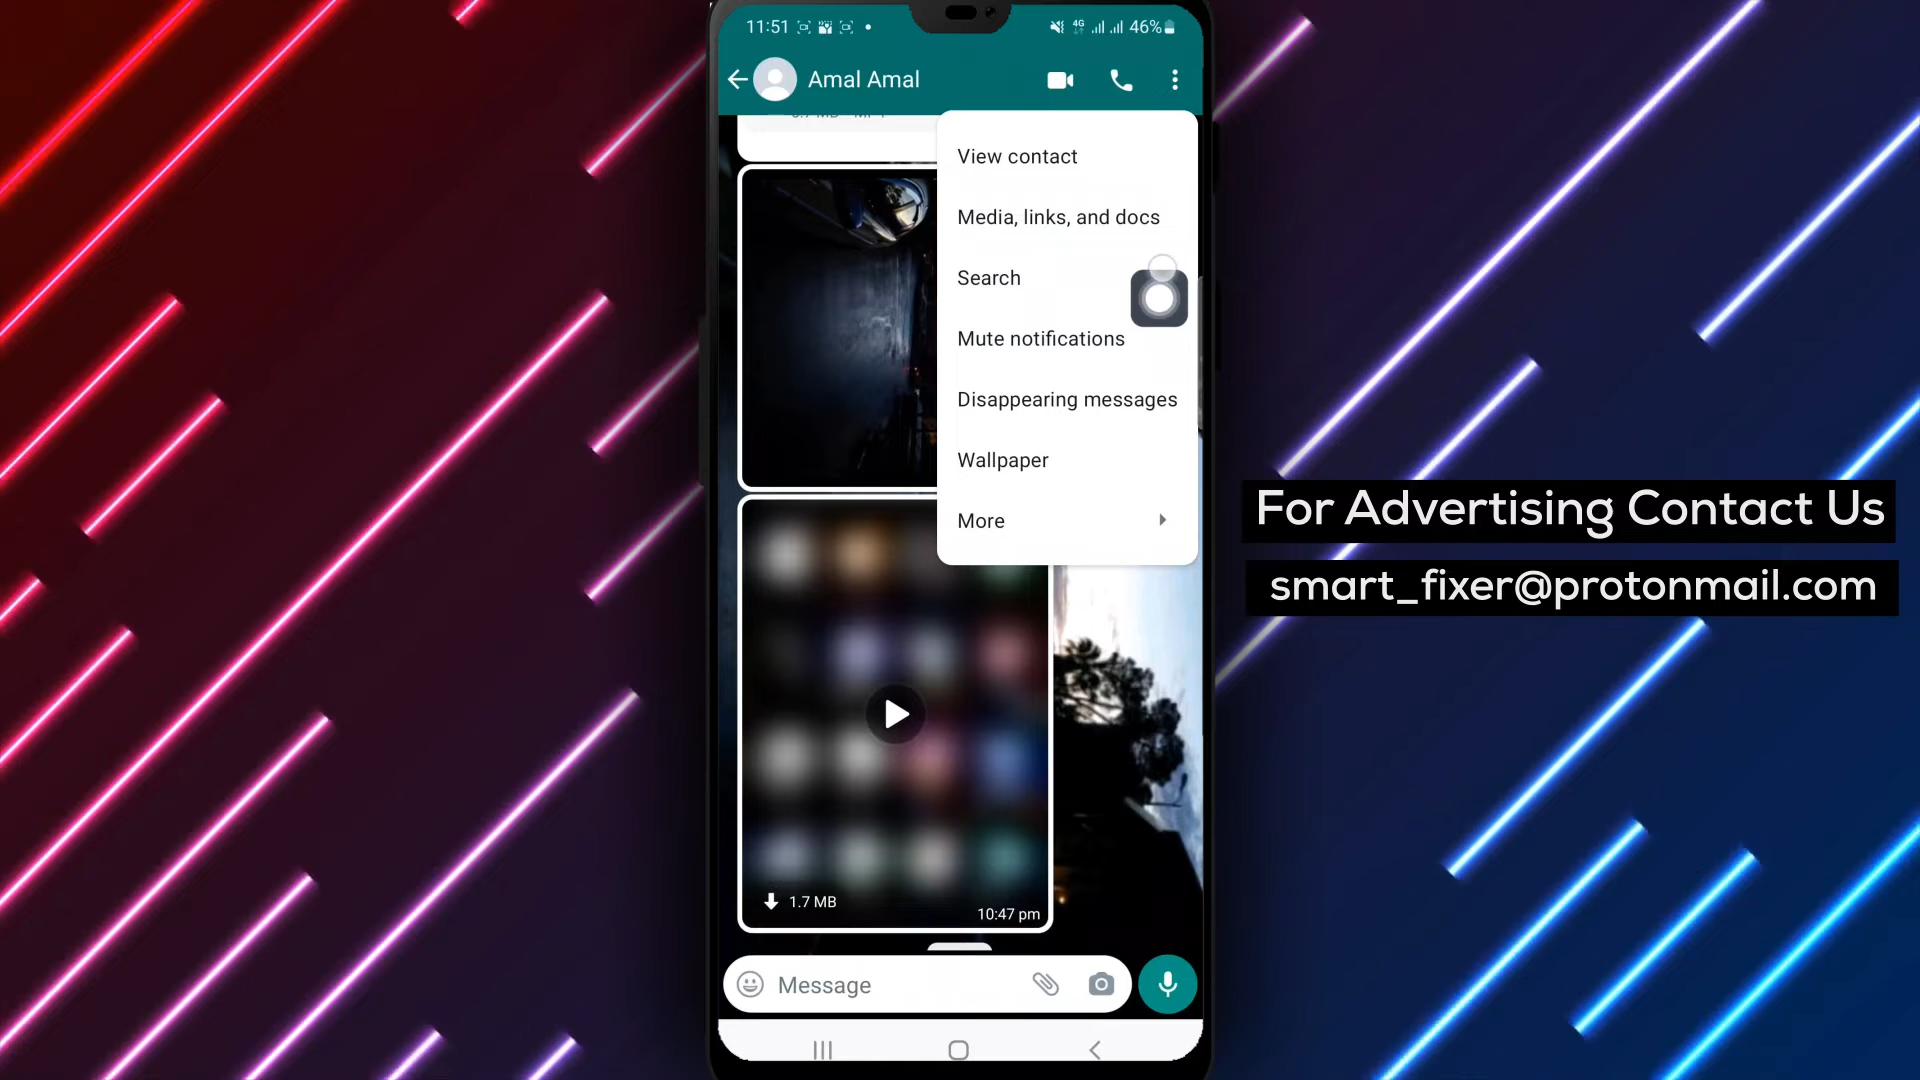 11:51
4G
46%
Amal Amal
View contact
Media, links, and docs
Search
Mute notifications
Disappearing messages
Wallpaper
More
1.7 MB
10:47 pm
Message
For Advertising Contact Us
smart_fixer@protonmail.com